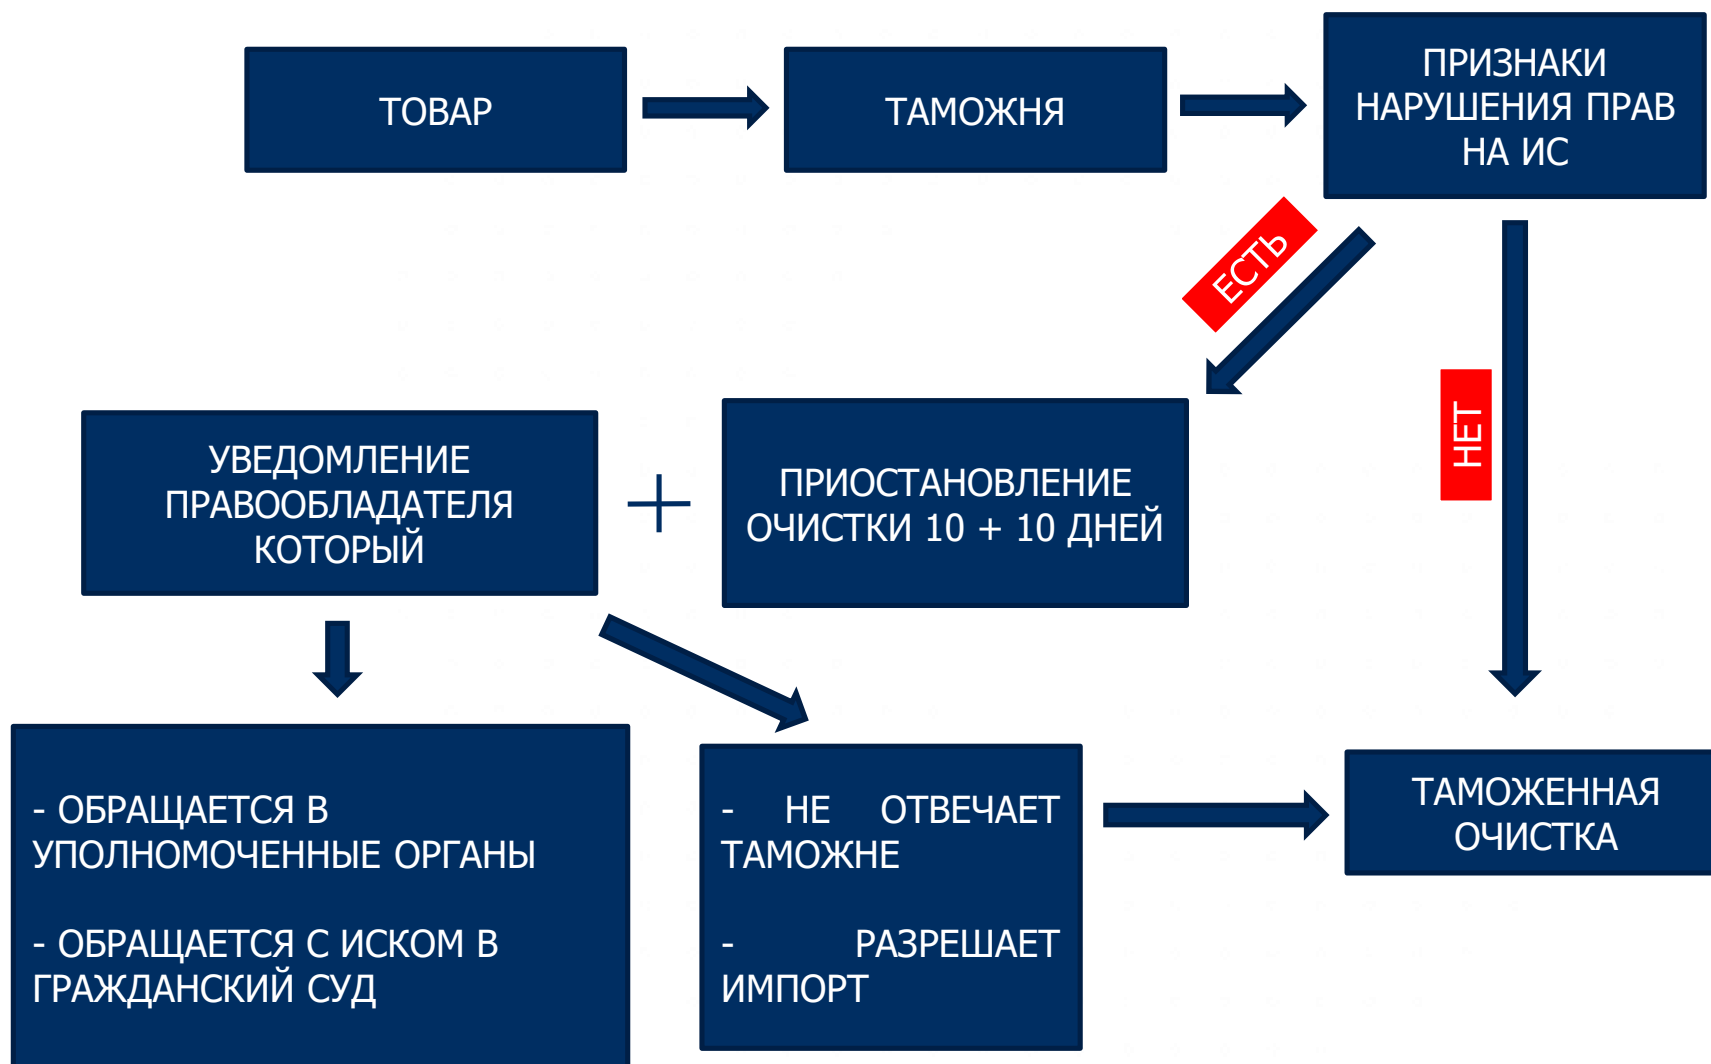 ТОВАР
ТАМОЖНЯ
ПРИЗНАКИ
НАРУШЕНИЯ ПРАВ
НА ИС
ЕСТЬ
НЕТ
УВЕДОМЛЕНИЕ
ПРАВООБЛАДАТЕЛЯ
КОТОРЫЙ
ПРИОСТАНОВЛЕНИЕ
ОЧИСТКИ 10 + 10 ДНЕЙ
- ОБРАЩАЕТСЯ В
УПОЛНОМОЧЕННЫЕ ОРГАНЫ
- ОБРАЩАЕТСЯ С ИСКОМ В
ГРАЖДАНСКИЙ СУД
- НЕ ОТВЕЧАЕТ
ТАМОЖНЕ
- РАЗРЕШАЕТ
ИМПОРТ
ТАМОЖЕННАЯ
ОЧИСТКА